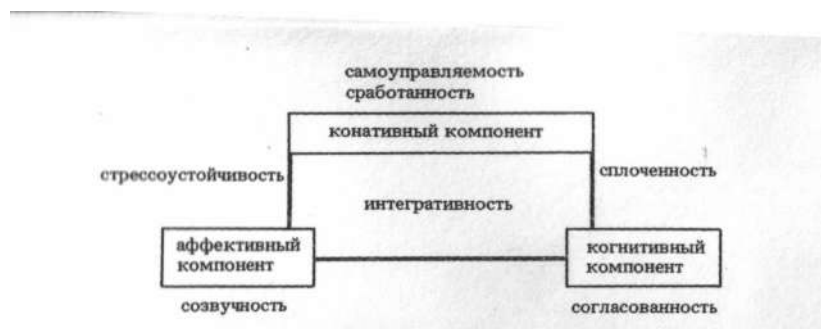 самоуправляемость
сработанность
конативный компонент
стрессоустойчивость
сплоченность
интегративность
аффективный
компонент
когнитивный
компонент
созвучность
согласованность